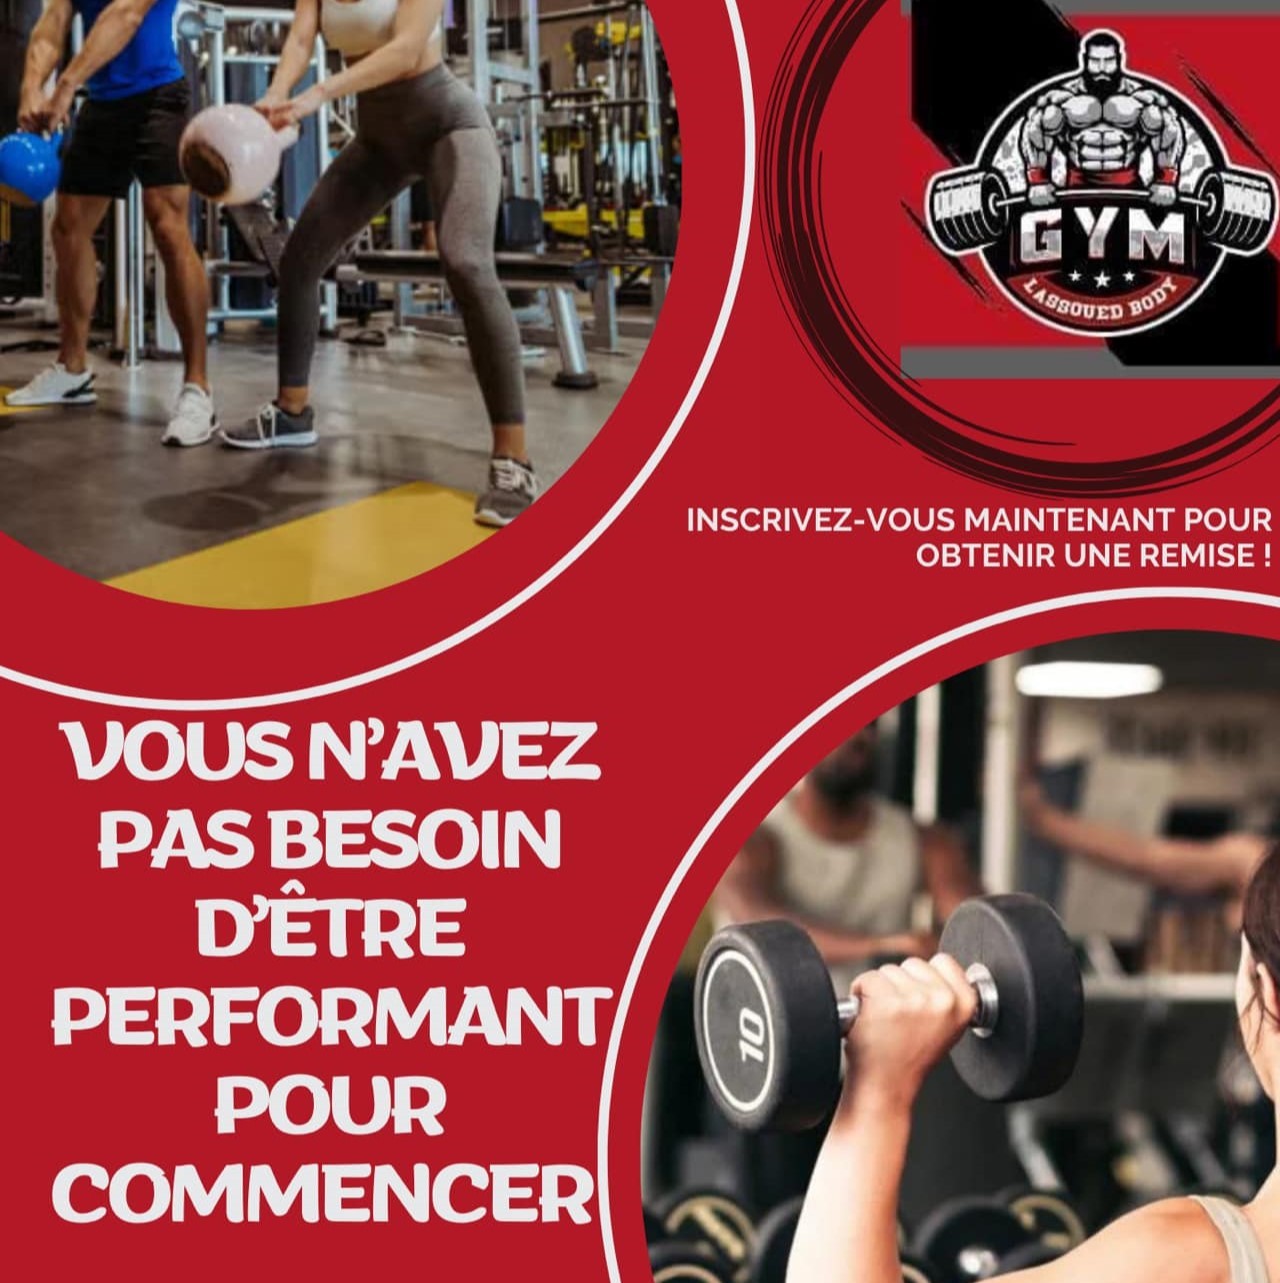 GYM
LASSOUED BODY
INSCRIVEZ-VOUS MAINTENANT POUR
OBTENIR UNE REMISE !
VOUS N'AVEZ
PAS BESOIN
D'ÊTRE
PERFORMANT
POUR
COMMENCER
10